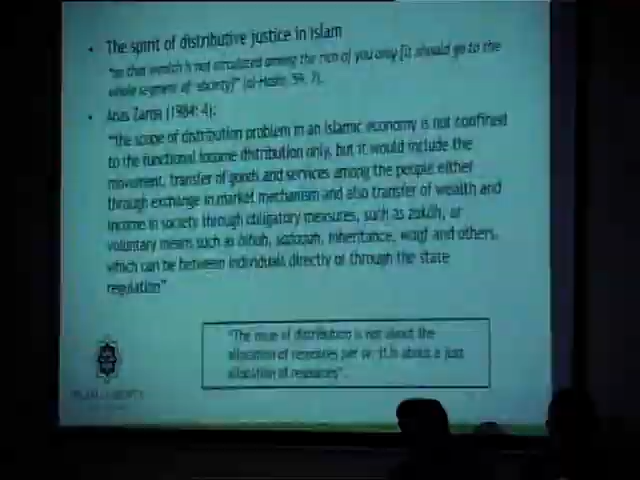 • The spirit of distributive justice in Islam
"so that wealth is not circulated among the rich of you only [it should go to the
whole segment of society]" (al-Hashr, 59: 7).
• Anas Zarqa (1984: 4):
"The scope of distribution problem in an Islamic economy is not confined
to the functional income distribution only, but it would include the
movement, transfer of goods and services among the people either
through exchange in market mechanism and also transfer of wealth and
income in society through obligatory measures, such as zakah, or
voluntary means such as hibah, sadaqah, inheritance, waqf and others,
which can be between individuals directly or through the state
regulation"
"The issue of distribution is not about the
allocation of resources per se. It is about a just
allocation of resources".